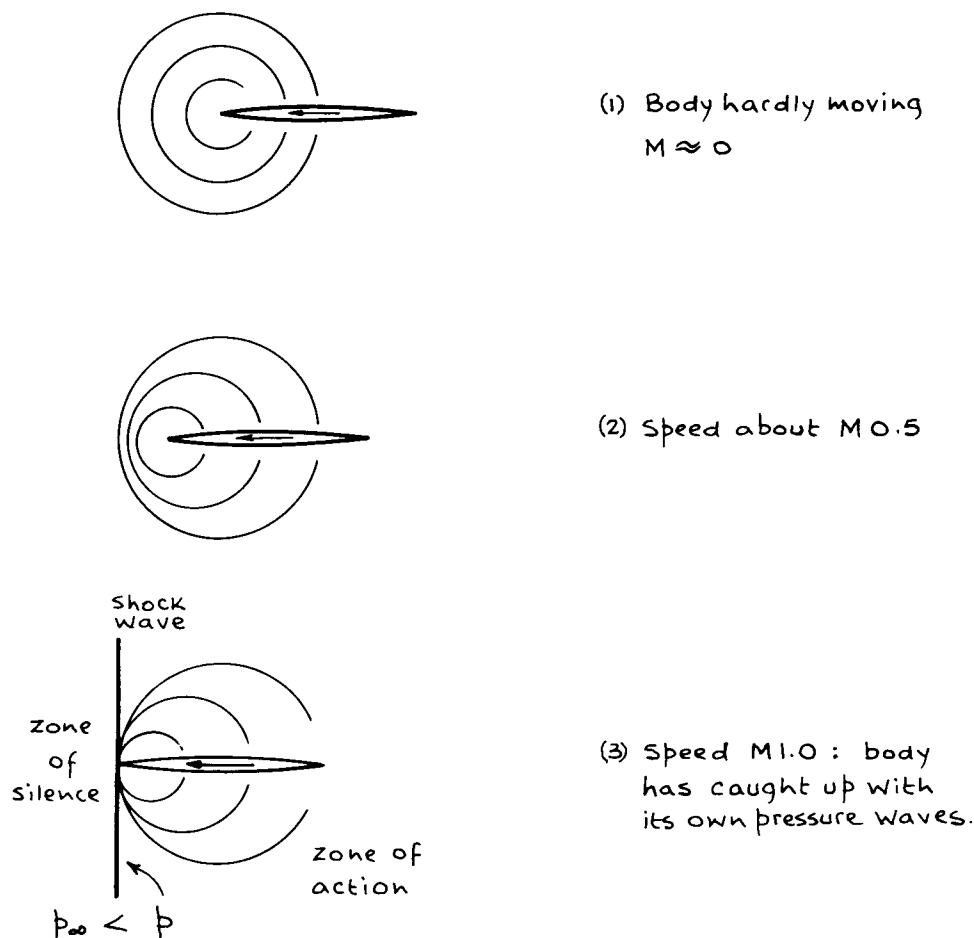 (1) Body hardly moving
M ≈ 0
(2) Speed about M 0.5
shock
wave
zone
of
silence
(3) Speed M1.0 : body
has caught up with
its own pressure waves.
zone of
action
p∞ < p